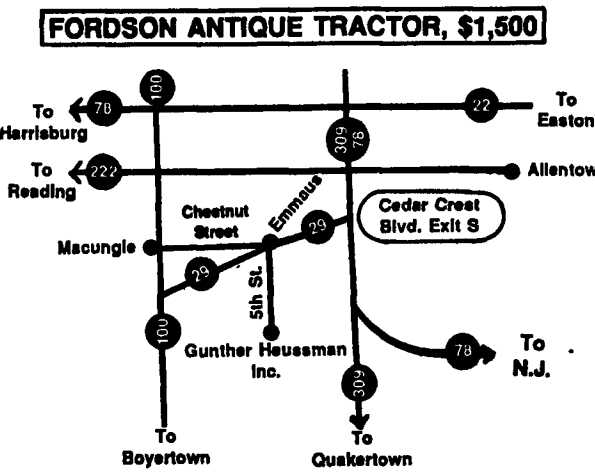 FORDSON ANTIQUE TRACTOR, $1,500
100
To
Harrisburg
78
22
To
Easton
309
78
To
Reading
222
Allentow
Chestnut
Street
Emmaus
29
Cedar Crest
Blvd. Exit S
Macungie
29
5th St.
100
Gunther Heussman
Inc.
78
To
N.J.
309
To
Boyertown
To
Quakertown